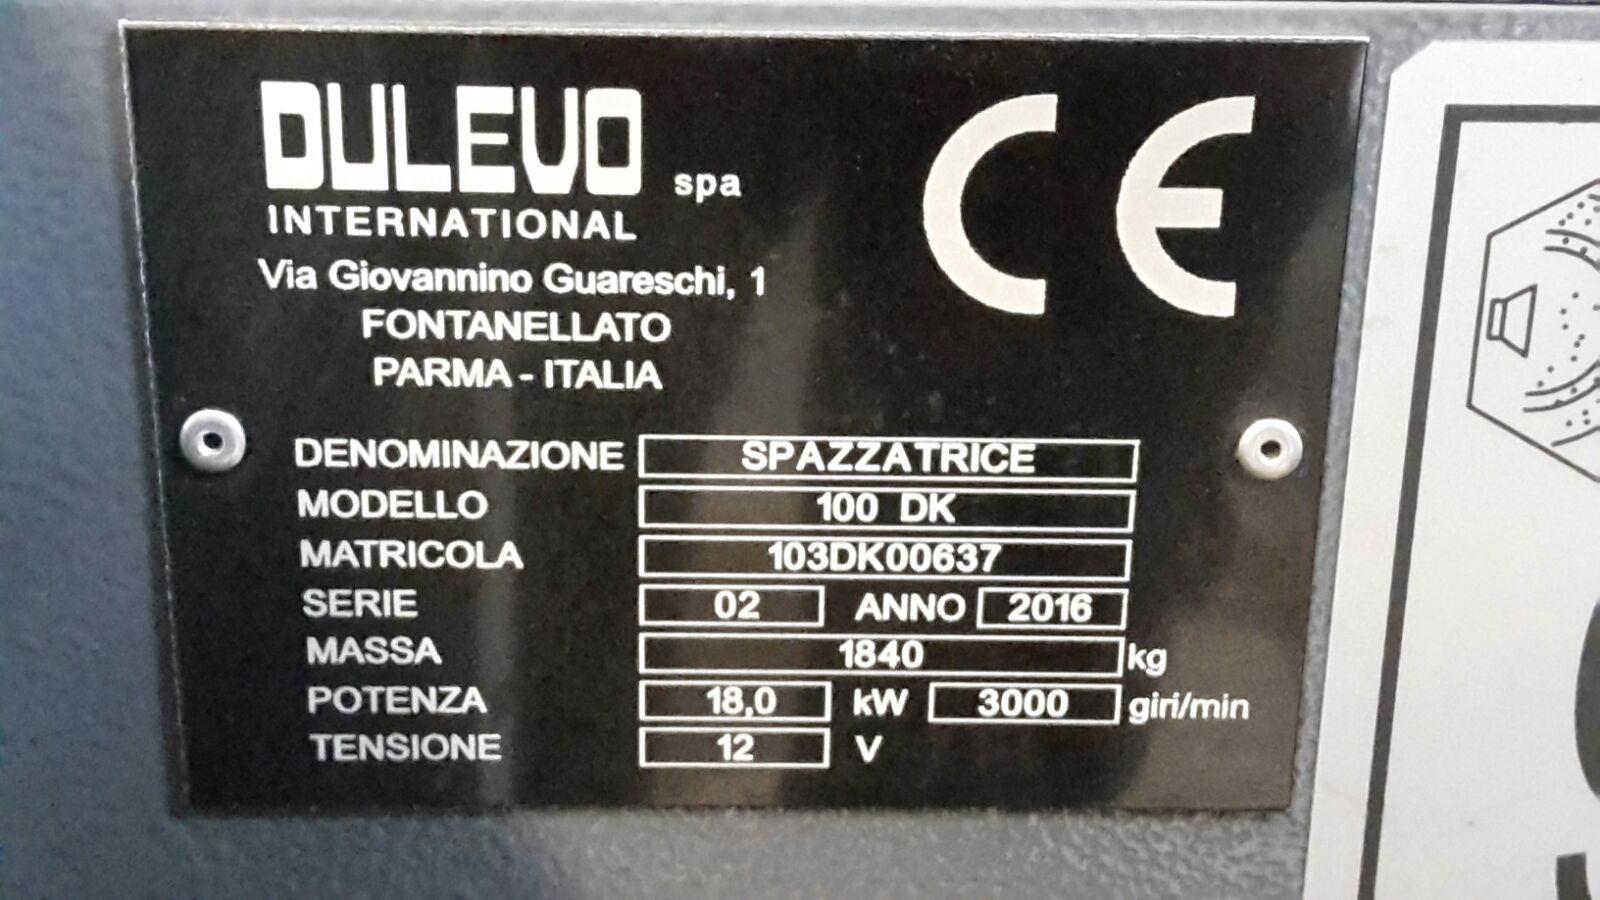 DULEVO spa
INTERNATIONAL
Via Giovannino Guareschi, 1
FONTANELLATO
PARMA - ITALIA
CE
DENOMINAZIONE SPAZZATRICE
MODELLO 100 DK
MATRICOLA 103DK00637
SERIE 02 ANNO 2016
MASSA 1840 kg
POTENZA 18,0 kW 3000 giri/min
TENSIONE 12 V